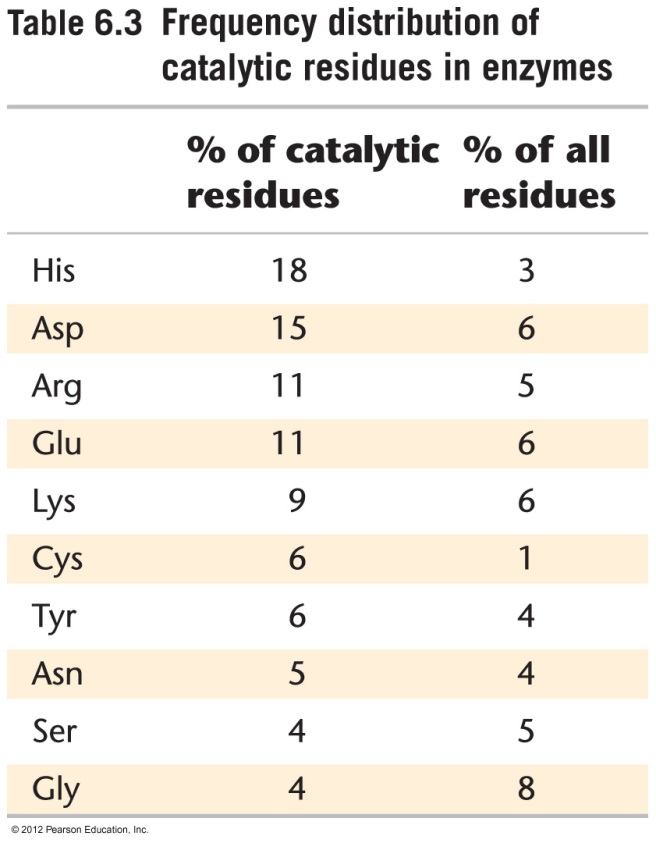 Table 6.3 Frequency distribution of
catalytic residues in enzymes
% of catalytic % of all
residues residues
His 18 3
Asp 15 6
Arg 11 5
Glu 11 6
Lys 9 6
Cys 6 1
Tyr 6 4
Asn 5 4
Ser 4 5
Gly 4 8
© 2012 Pearson Education, Inc.